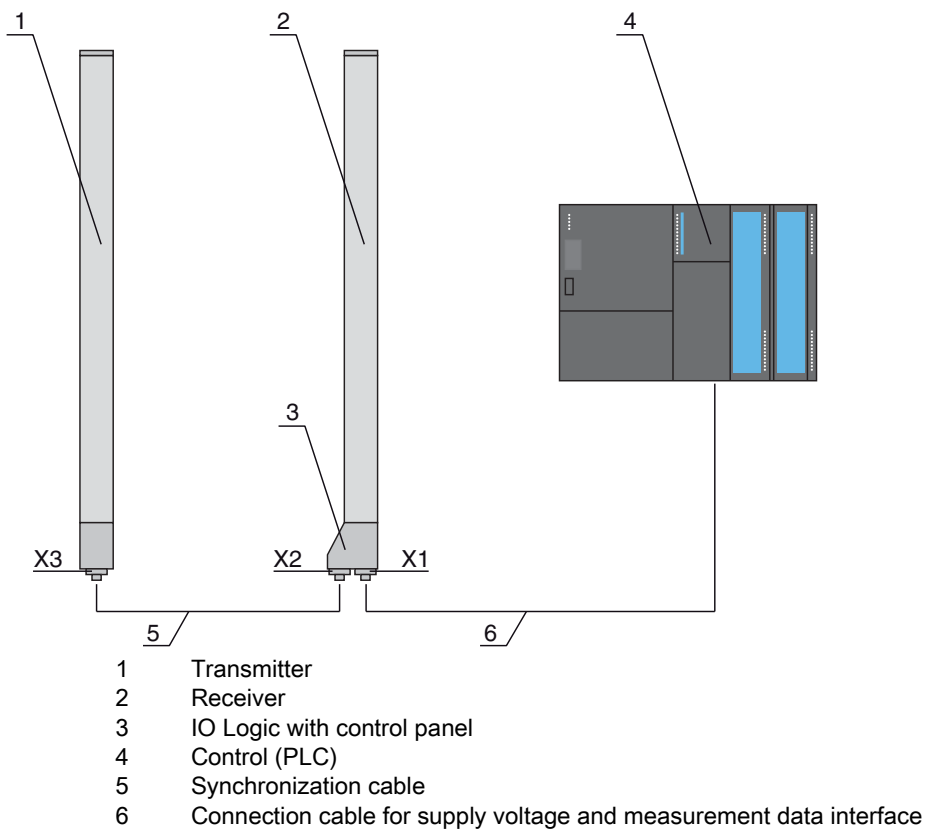 1 2 4
3
X3 X2 X1
5 6
1 Transmitter
2 Receiver
3 IO Logic with control panel
4 Control (PLC)
5 Synchronization cable
6 Connection cable for supply voltage and measurement data interface